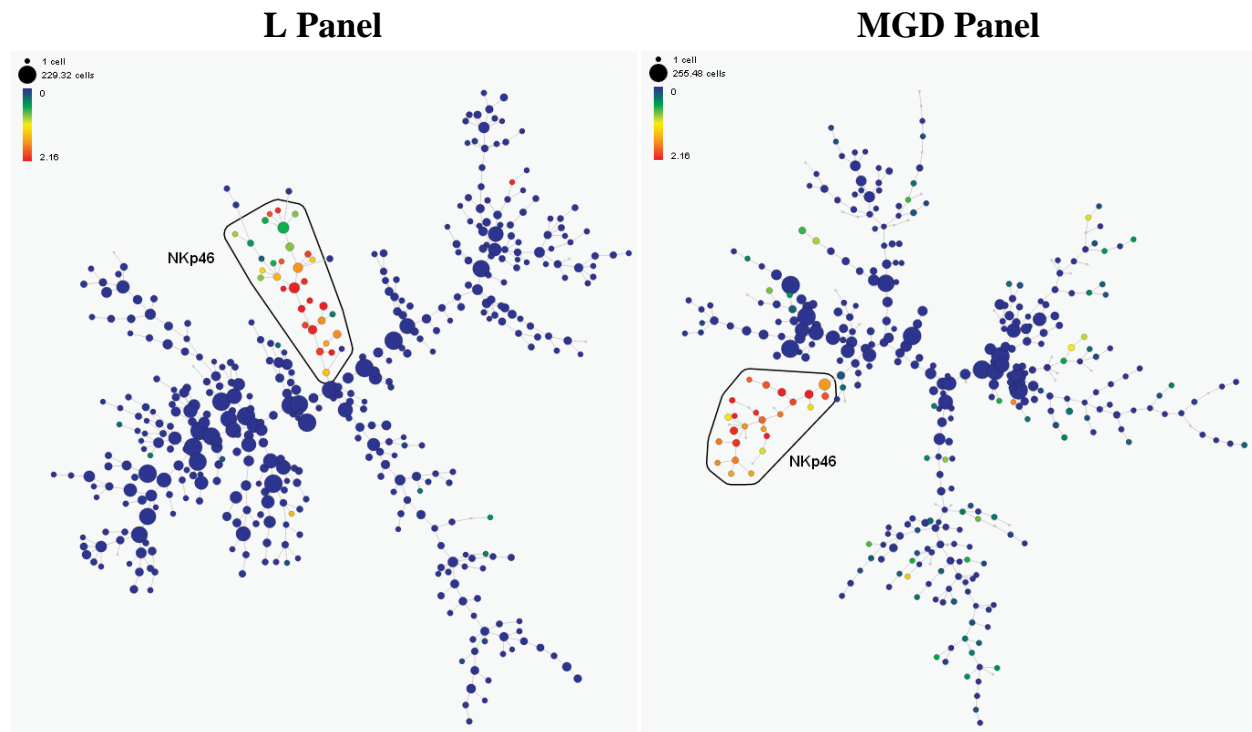 L Panel
MGD Panel
1 cell
229.32 cells
0
2.16
NKp46
1 cell
255.48 cells
0
2.16
NKp46